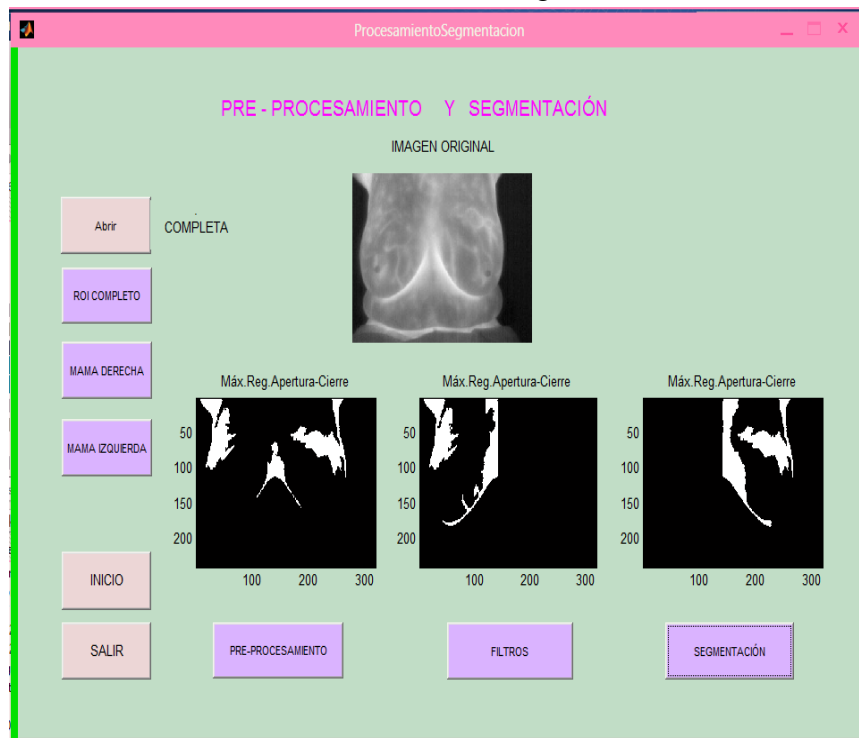 ProcesamientoSegmentacion
PRE - PROCESAMIENTO Y SEGMENTACIÓN
IMAGEN ORIGINAL
Abrir
COMPLETA
ROI COMPLETO
MAMA DERECHA
MAMA IZQUIERDA
Máx.Reg.Apertura-Cierre
50
100
150
200
100 200 300
Máx.Reg.Apertura-Cierre
50
100
150
200
100 200 300
Máx.Reg.Apertura-Cierre
50
100
150
200
100 200 300
INICIO
SALIR
PRE-PROCESAMIENTO
FILTROS
SEGMENTACIÓN